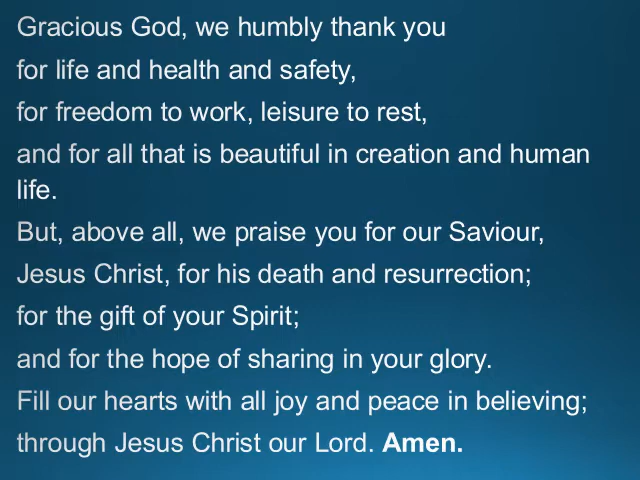 Gracious God, we humbly thank you
for life and health and safety,
for freedom to work, leisure to rest,
and for all that is beautiful in creation and human
life.
But, above all, we praise you for our Saviour,
Jesus Christ, for his death and resurrection;
for the gift of your Spirit;
and for the hope of sharing in your glory.
Fill our hearts with all joy and peace in believing;
through Jesus Christ our Lord. Amen.